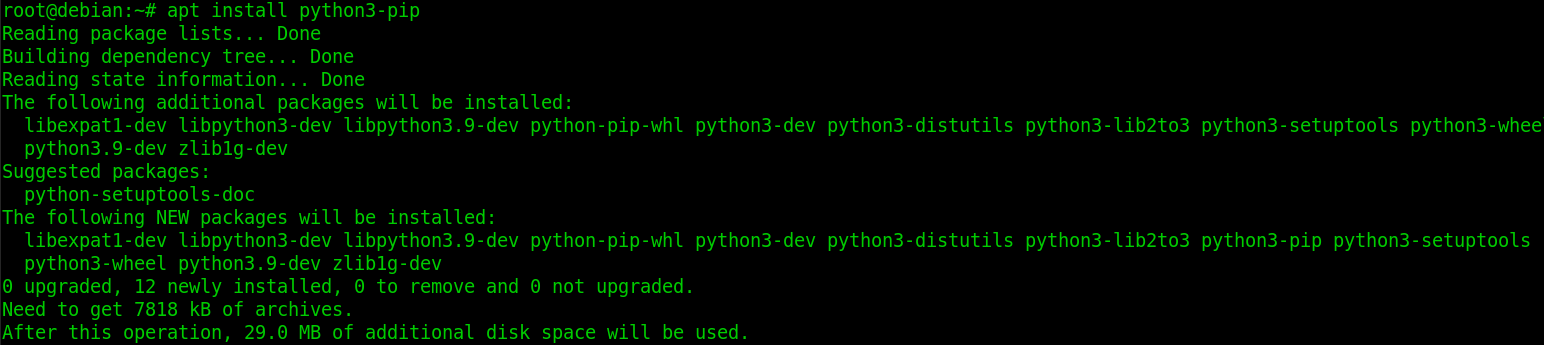 root@debian:~# apt install python3-pip
Reading package lists... Done
Building dependency tree... Done
Reading state information... Done
The following additional packages will be installed:
  libexpat1-dev libpython3-dev libpython3.9-dev python-pip-whl python3-dev python3-distutils python3-lib2to3 python3-setuptools python3-whee
  python3.9-dev zlib1g-dev
Suggested packages:
  python-setuptools-doc
The following NEW packages will be installed:
  libexpat1-dev libpython3-dev libpython3.9-dev python-pip-whl python3-dev python3-distutils python3-lib2to3 python3-pip python3-setuptools
  python3-wheel python3.9-dev zlib1g-dev
0 upgraded, 12 newly installed, 0 to remove and 0 not upgraded.
Need to get 7818 kB of archives.
After this operation, 29.0 MB of additional disk space will be used.